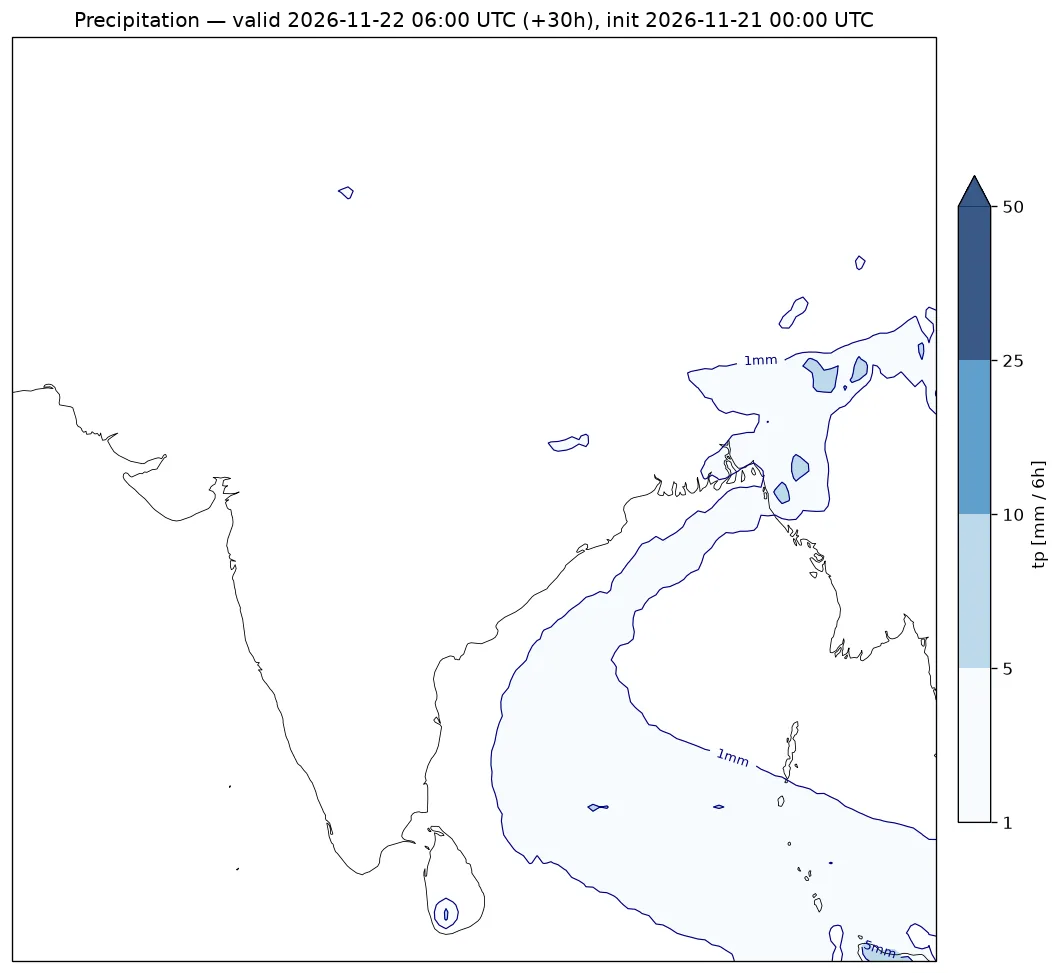 Precipitation — valid 2026-11-22 06:00 UTC (+30h), init 2026-11-21 00:00 UTC
50
1mm
25
10
tp [mm / 6h]
5
1mm
1
5mm